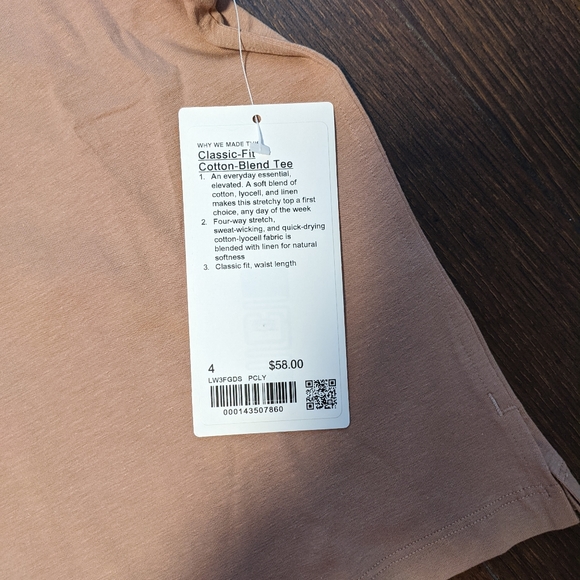 WHY WE MADE
Classic-Fit
Cotton-Blend Tee
1. An everyday essential,
elevated. A soft blend of
cotton, lyocell, and linen
makes this stretchy top a first
choice, any day of the week
2. Four-way stretch,
sweat-wicking, and quick-drying
cotton-lyocell fabric is
blended with linen for natural
softness
3. Classic fit, waist length
4 $58.00
LW3FGDS PCLY
000143507860